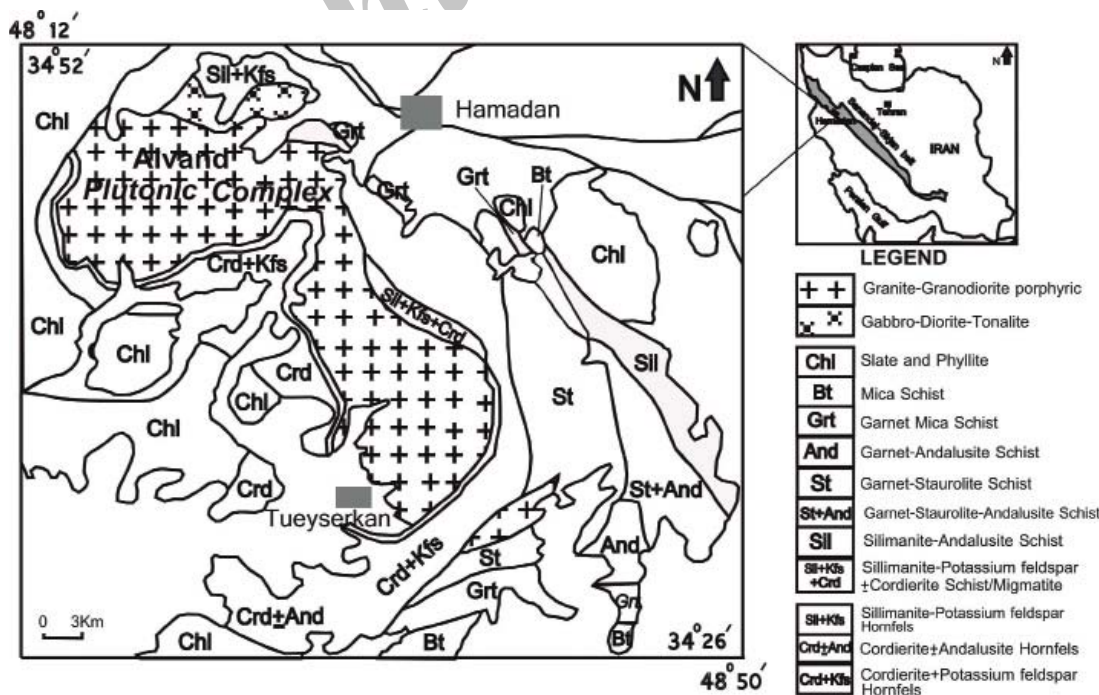 48° 12´
34° 52´
Sil+Kfs
N
Hamadan
Chl
Grt
Alvand
Plutonic Complex
Grt
Grt
Bt
Chl
Chl
Crd+Kfs
Sil+Kfs+Crd
Chl
Chl
Crd
Sil
Chl
St
Chl
Crd
St+And
Tueyserkan
And
Crd+Kfs
St
Grt
Grt
Crd±And
0 3Km
Chl
Bt
Bt
34° 26´
48° 50´
N
Caspian Sea
Tehran
Hamadan
Sanandaj-Sirjan Belt
IRAN
Persian Gulf
LEGEND
Granite-Granodiorite porphyric
Gabbro-Diorite-Tonalite
Chl Slate and Phyllite
Bt Mica Schist
Grt Garnet Mica Schist
And Garnet-Andalusite Schist
St Garnet-Staurolite Schist
St+And Garnet-Staurolite-Andalusite Schist
Sil Silimanite-Andalusite Schist
Sil+Kfs Sillimanite-Potassium feldspar
+Crd ±Cordierite Schist/Migmatite
Sil+Kfs Sillimanite-Potassium feldspar
Hornfels
Crd±And Cordierite±Andalusite Hornfels
Crd+Kfs Cordierite+Potassium feldspar
Hornfels